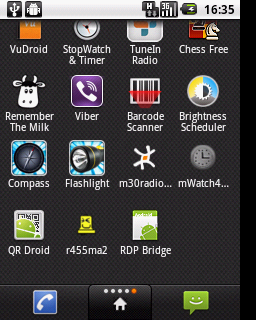 16:35
VuDroid StopWatch & Timer TuneIn Radio Chess Free
Remember The Milk Viber Barcode Scanner Brightness Scheduler
Compass Flashlight m30radio... mWatch4...
QR Droid r455ma2 RDP Bridge